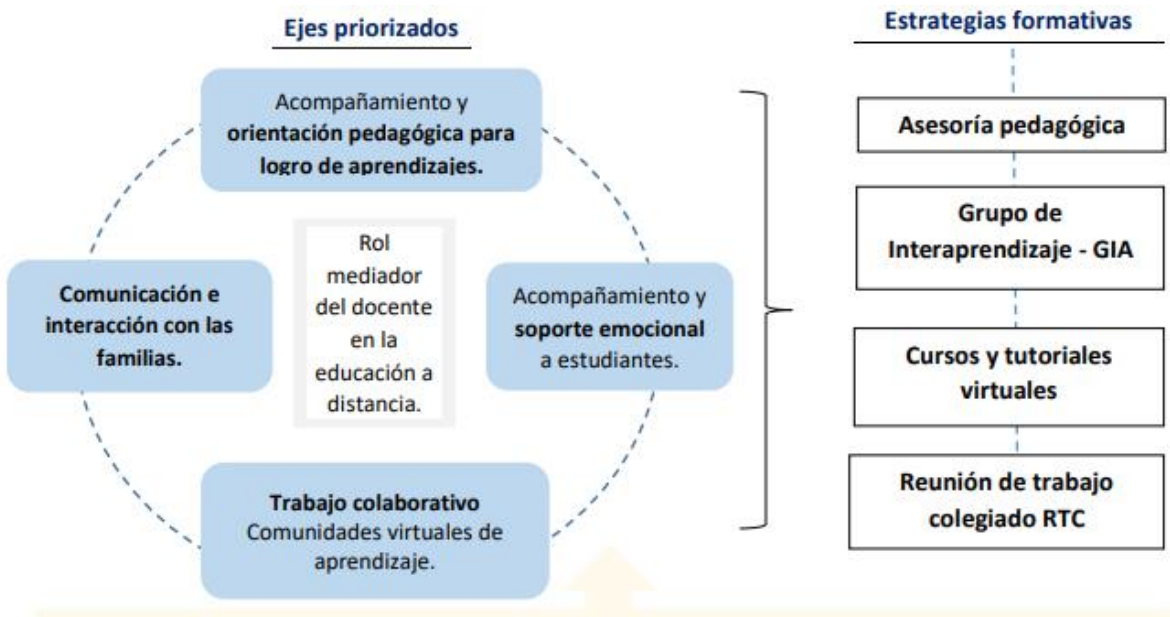 Ejes priorizados
Acompañamiento y
orientación pedagógica para
logro de aprendizajes.
Comunicación e
interacción con las
familias.
Rol
mediador
del docente
en la
educación a
distancia.
Acompañamiento y
soporte emocional
a estudiantes.
Trabajo colaborativo
Comunidades virtuales de
aprendizaje.
Estrategias formativas
Asesoría pedagógica
Grupo de
Interaprendizaje - GIA
Cursos y tutoriales
virtuales
Reunión de trabajo
colegiado RTC